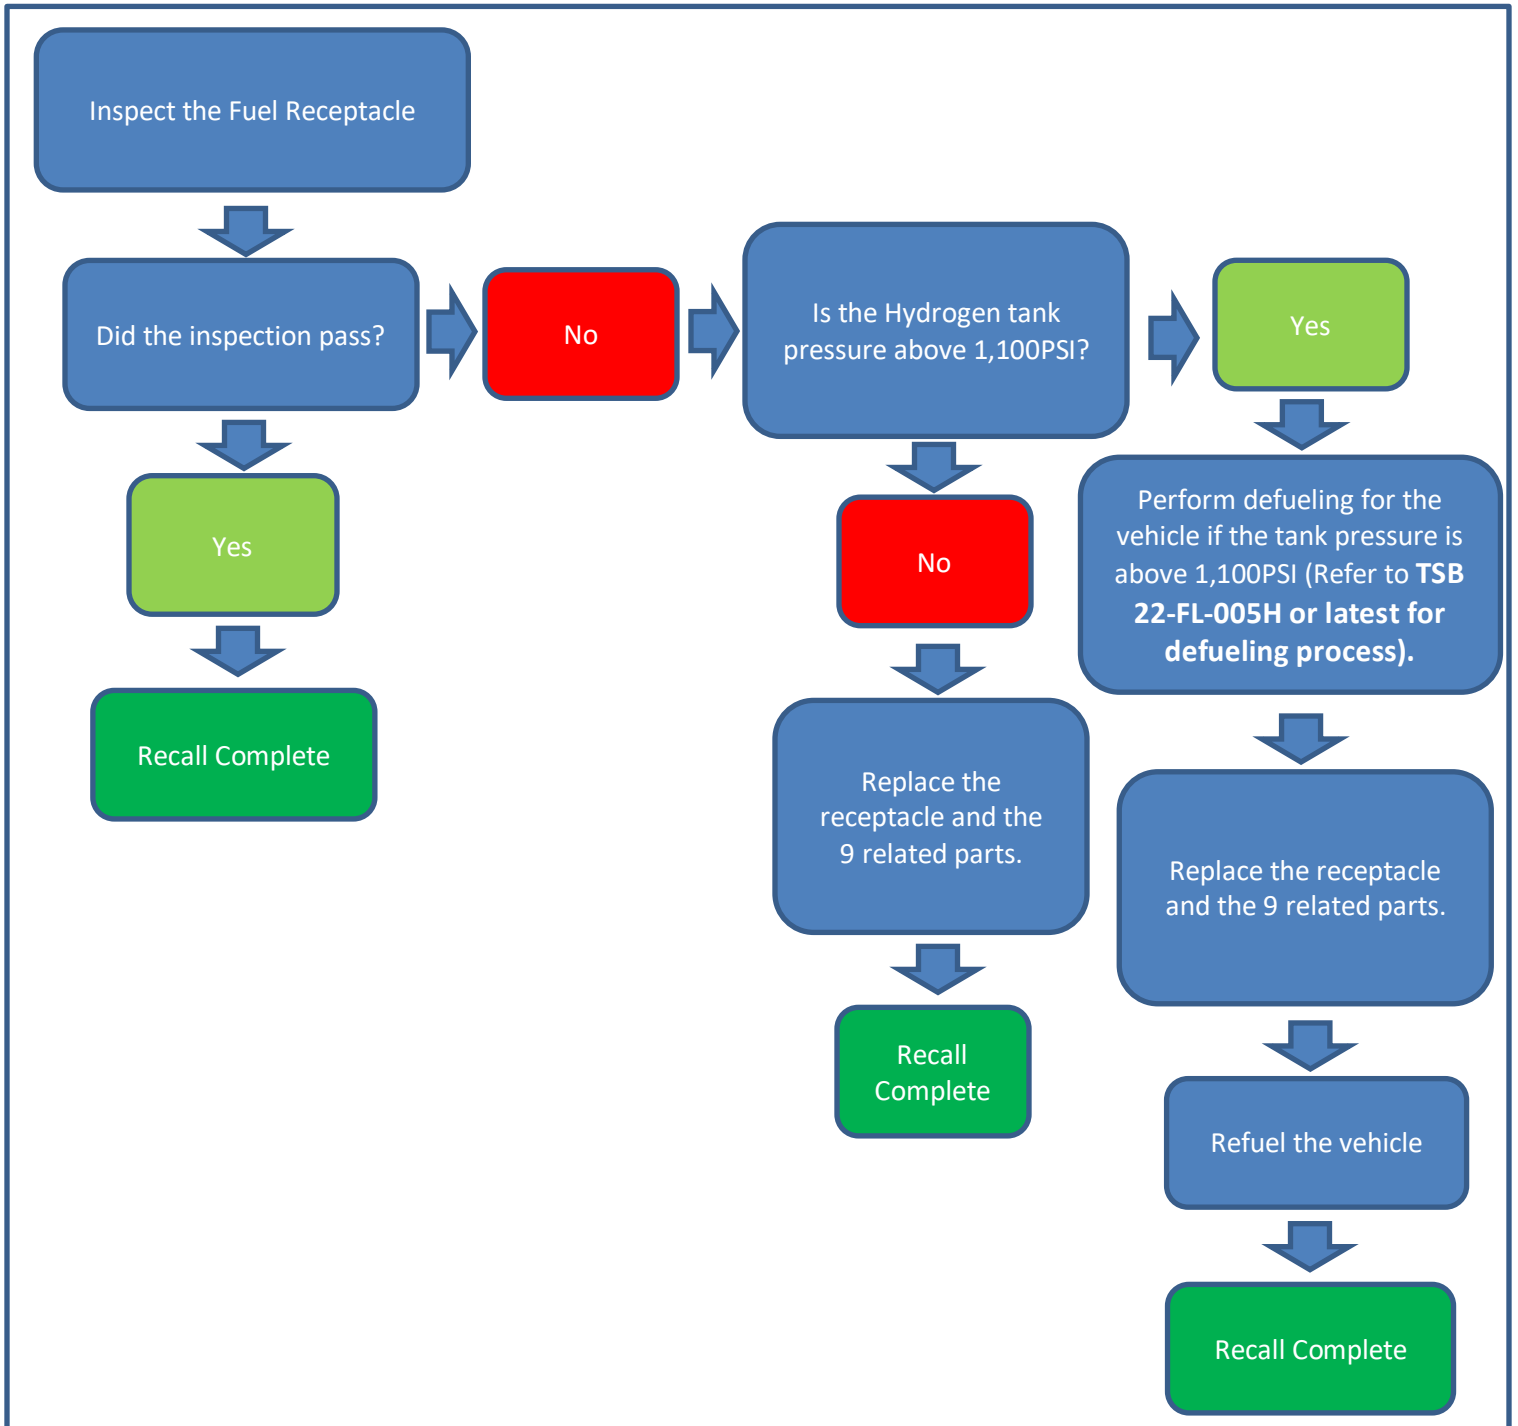 Inspect the Fuel Receptacle
Did the inspection pass?
No
Is the Hydrogen tank
pressure above 1,100PSI?
Yes
Yes
Recall Complete
No
Replace the
receptacle and the
9 related parts.
Recall
Complete
Perform defueling for the
vehicle if the tank pressure is
above 1,100PSI (Refer to TSB
22-FL-005H or latest for
defueling process).
Replace the receptacle
and the 9 related parts.
Refuel the vehicle
Recall Complete